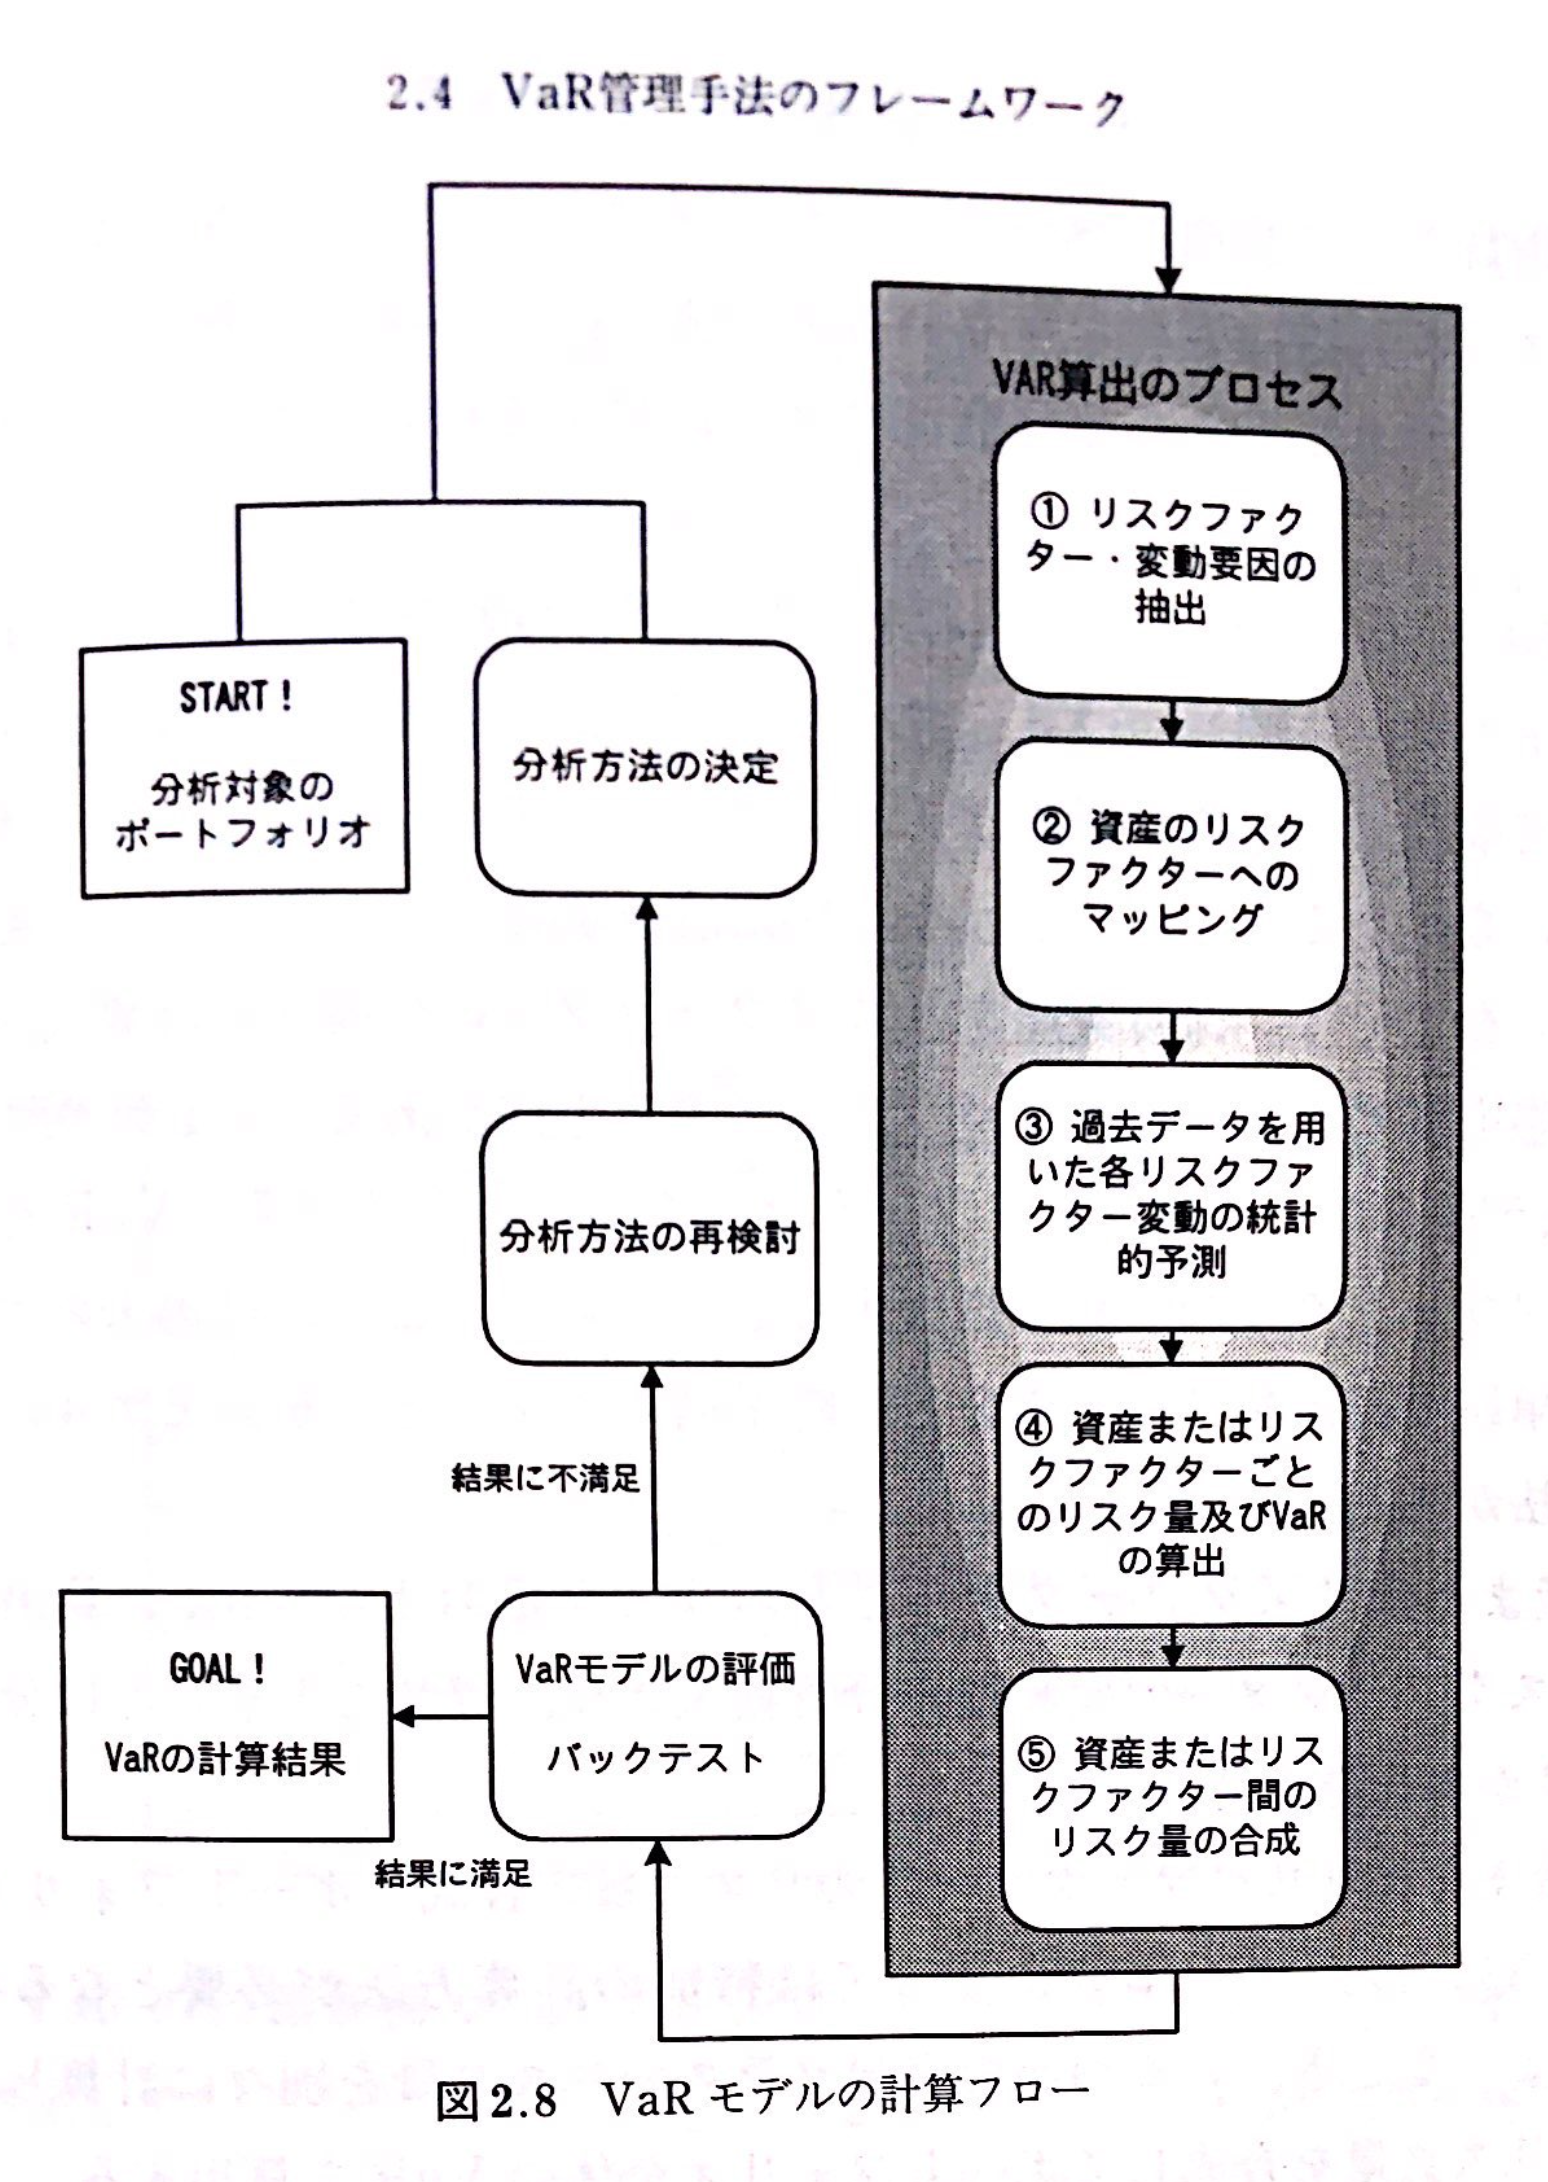 2.4 VaR管理手法のフレームワーク
START！
分析対象の
ポートフォリオ
分析方法の決定
分析方法の再検討
結果に不満足
GOAL！
VaRの計算結果
VaRモデルの評価
バックテスト
結果に満足
VAR算出のプロセス
① リスクファク
ター・変動要因の
抽出
② 資産のリスク
ファクターへの
マッピング
③ 過去データを用
いた各リスクファ
クター変動の統計
的予測
④ 資産またはリス
クファクターごと
のリスク量及びVaR
の算出
⑤ 資産またはリス
クファクター間の
リスク量の合成
図2.8 VaR モデルの計算フロー